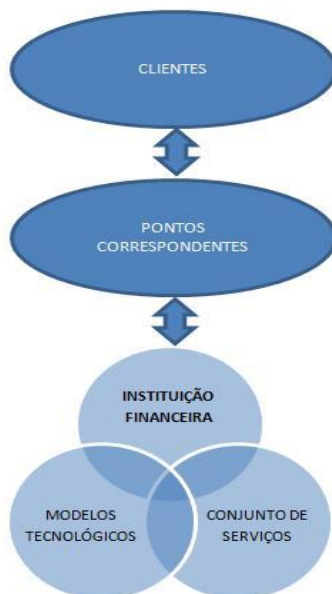 CLIENTES
PONTOS
CORRESPONDENTES
INSTITUIÇÃO
FINANCEIRA
MODELOS
TECNOLÓGICOS
CONJUNTO DE
SERVIÇOS